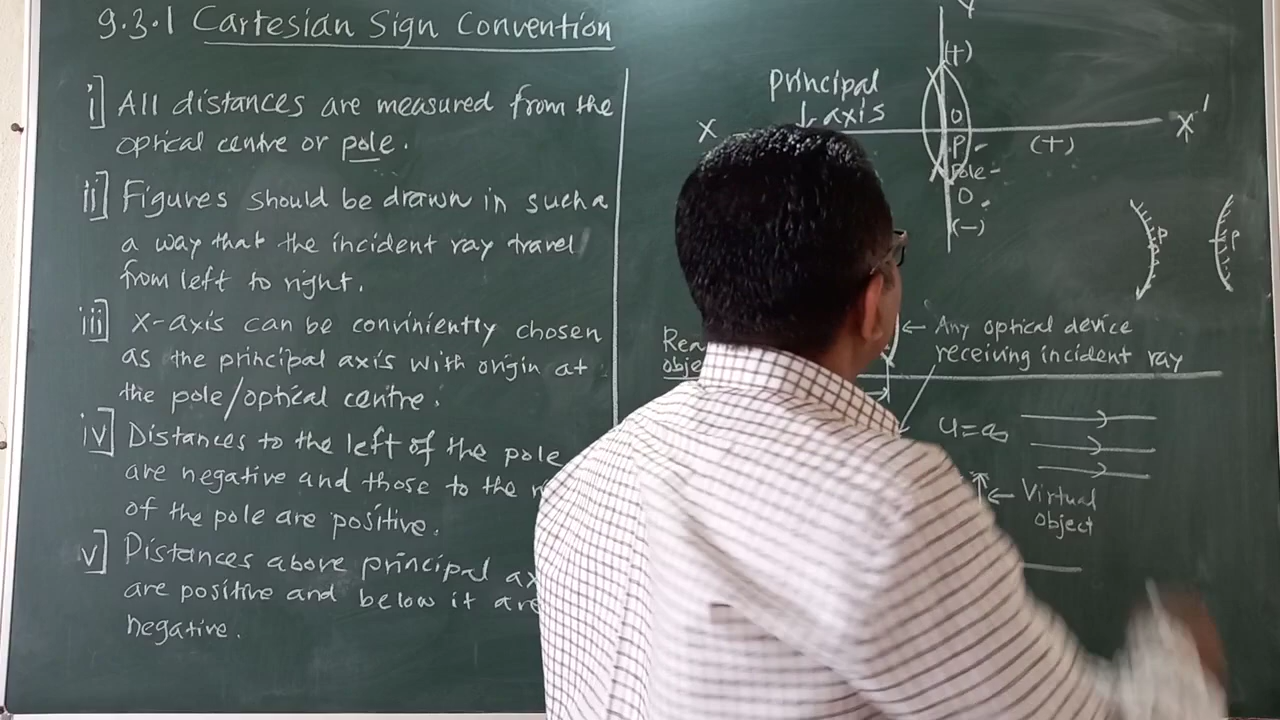 9.3.1 Cartesian Sign Convention
i] All distances are measured from the
optical centre or pole.
ii] Figures should be drawn in such a
a way that the incident ray travel
from left to right.
iii] X-axis can be conviniently chosen
as the principal axis with origin at
the pole/optical centre.
iv] Distances to the left of the pole
are negative and those to the
of the pole are positive.
v] Distances above principal
are positive and below it are
negative.
Y
(+)
principal
axis
X
O
X'
P
(+)
Pole
O
(-)
P
P
Any optical device
receiving incident ray
u=∞
Virtual
object